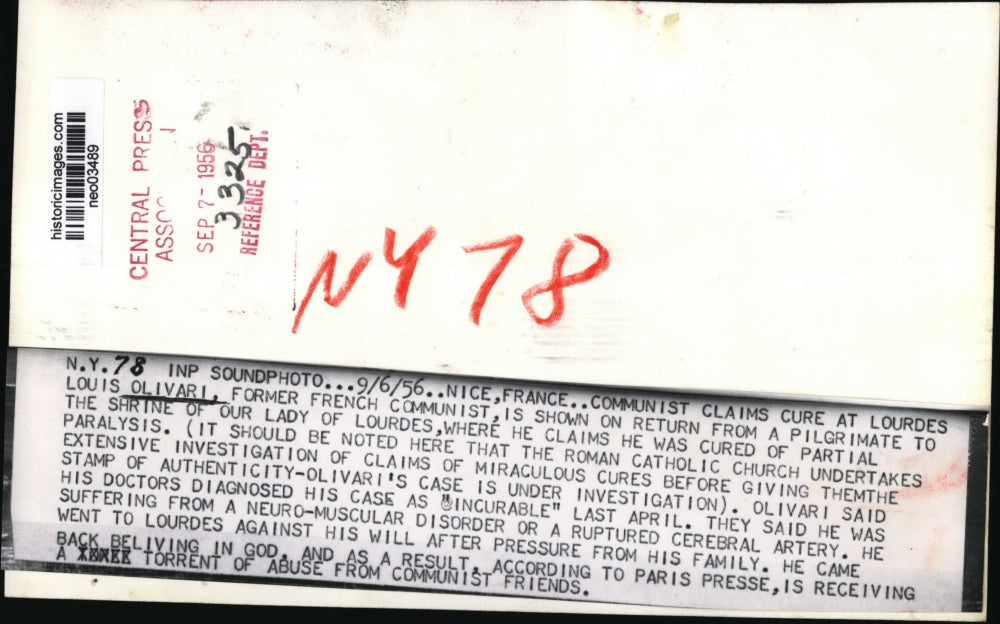 historicimages.com
neo03489
CENTRAL PRESS
ASSOC
SEP 7 - 1956
3325
REFERENCE DEPT.
NY 78
N.Y.78 INP SOUNDPHOTO...9/6/56..NICE,FRANCE..COMMUNIST CLAIMS CURE AT LOURDES
LOUIS OLIVARI, FORMER FRENCH COMMUNIST,IS SHOWN ON RETURN FROM A PILGRIMATE TO
THE SHRINE OF OUR LADY OF LOURDES,WHERE HE CLAIMS HE WAS CURED OF PARTIAL
PARALYSIS. (IT SHOULD BE NOTED HERE THAT THE ROMAN CATHOLIC CHURCH UNDERTAKES
EXTENSIVE INVESTIGATION OF CLAIMS OF MIRACULOUS CURES BEFORE GIVING THEMTHE
STAMP OF AUTHENTICITY-OLIVARI'S CASE IS UNDER INVESTIGATION). OLIVARI SAID
HIS DOCTORS DIAGNOSED HIS CASE AS "INCURABLE" LAST APRIL. THEY SAID HE WAS
SUFFERING FROM A NEURO-MUSCULAR DISORDER OR A RUPTURED CEREBRAL ARTERY. HE
WENT TO LOURDES AGAINST HIS WILL AFTER PRESSURE FROM HIS FAMILY. HE CAME
BACK BELIVING IN GOD, AND AS A RESULT, ACCORDING TO PARIS PRESSE,IS RECEIVING
A TORRENT OF ABUSE FROM COMMUNIST FRIENDS.